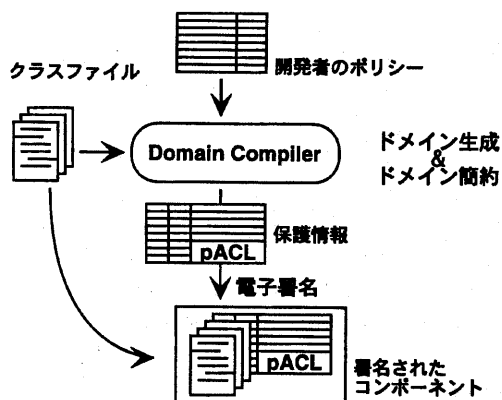 開発者のポリシー
クラスファイル
Domain Compiler
ドメイン生成
&
ドメイン簡約
保護情報
pACL
電子署名
pACL
署名された
コンポーネント